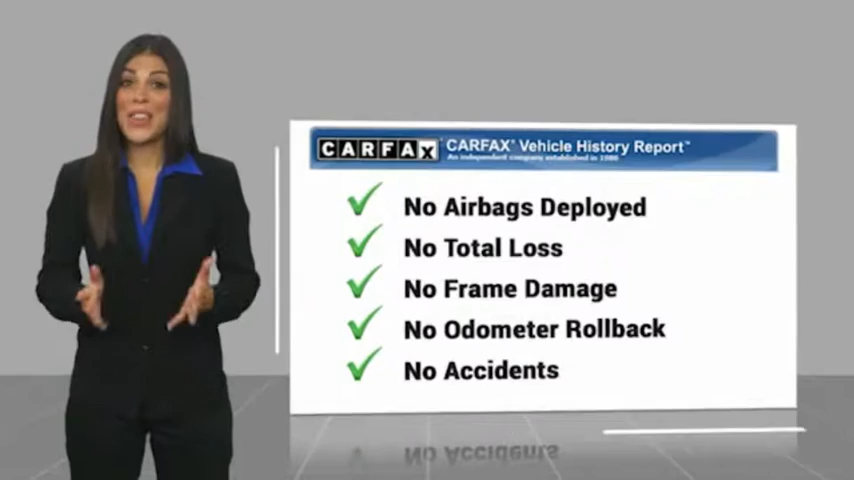 CARFAX CARFAX® Vehicle History Report™
An independent company established in 1986
No Airbags Deployed
No Total Loss
No Frame Damage
No Odometer Rollback
No Accidents
No Accidents